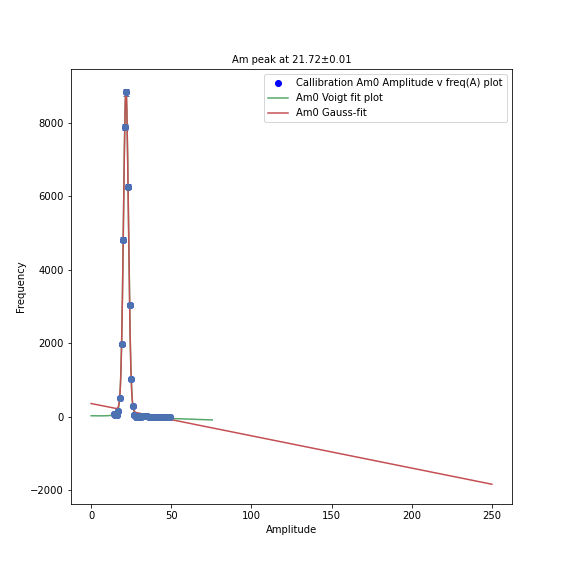 Am peak at 21.72±0.01
Callibration Am0 Amplitude v freq(A) plot
Am0 Voigt fit plot
Am0 Gauss-fit
8000
6000
4000
2000
0
−2000
Frequency
0 50 100 150 200 250
Amplitude